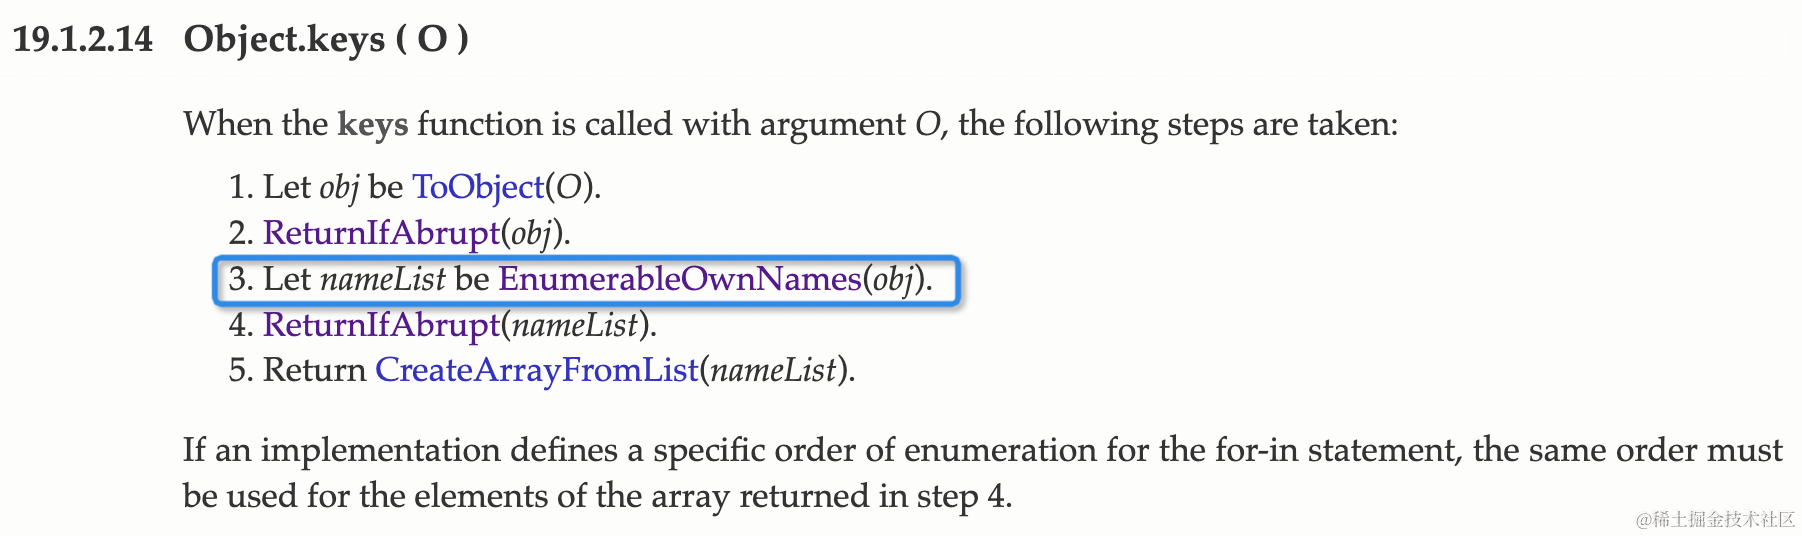 19.1.2.14 Object.keys ( O )
When the keys function is called with argument O, the following steps are taken:
1. Let obj be ToObject(O).
2. ReturnIfAbrupt(obj).
3. Let nameList be EnumerableOwnNames(obj).
4. ReturnIfAbrupt(nameList).
5. Return CreateArrayFromList(nameList).
If an implementation defines a specific order of enumeration for the for-in statement, the same order must
be used for the elements of the array returned in step 4.
@稀土掘金技术社区